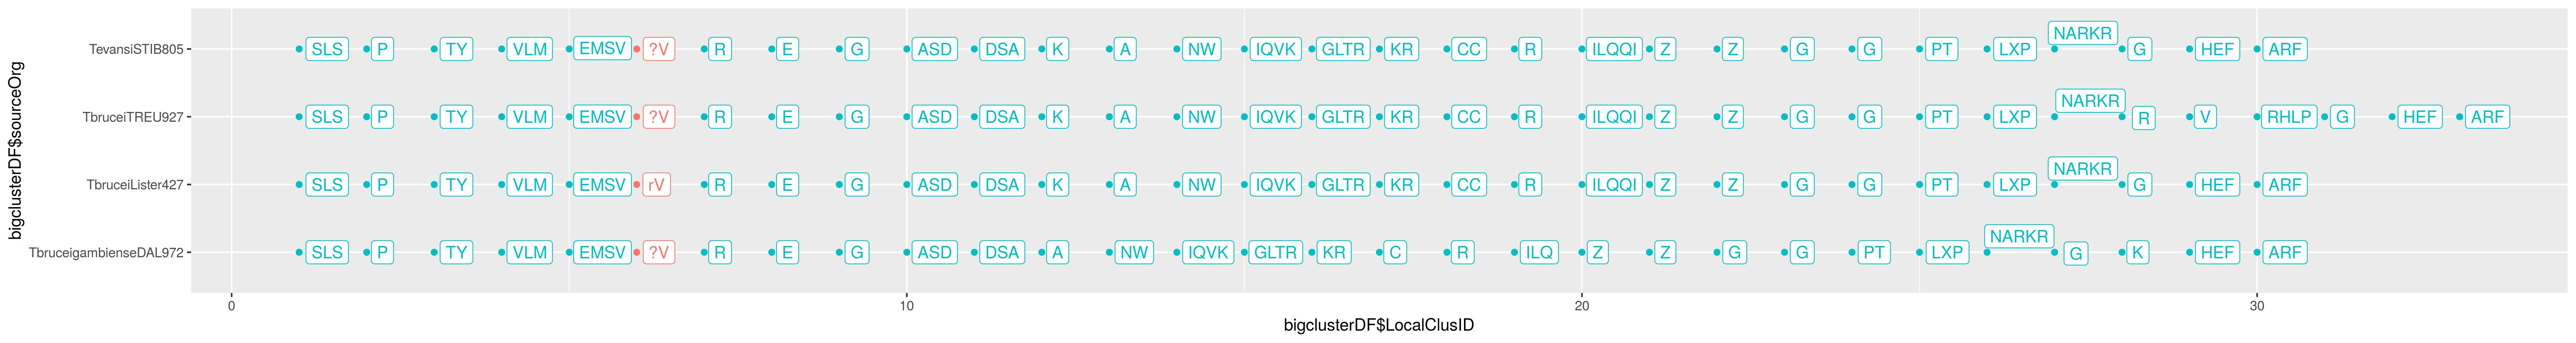 bigclusterDF$sourceOrg
TevansiSTIB805 SLS P TY VLM EMSV ?V R E G ASD DSA K A NW IQVK GLTR KR CC R ILQQI Z Z G G PT LXP NARKR G HEF ARF
TbruceiTREU927 SLS P TY VLM EMSV ?V R E G ASD DSA K A NW IQVK GLTR KR CC R ILQQI Z Z G G PT LXP NARKR R V RHLP G HEF ARF
TbruceiLister427 SLS P TY VLM EMSV rV R E G ASD DSA K A NW IQVK GLTR KR CC R ILQQI Z Z G G PT LXP NARKR G HEF ARF
TbruceigambienseDAL972 SLS P TY VLM EMSV ?V R E G ASD DSA A NW IQVK GLTR KR C R ILQ Z Z G G PT LXP NARKR G K HEF ARF
0 10 20 30
bigclusterDF$LocalClusID